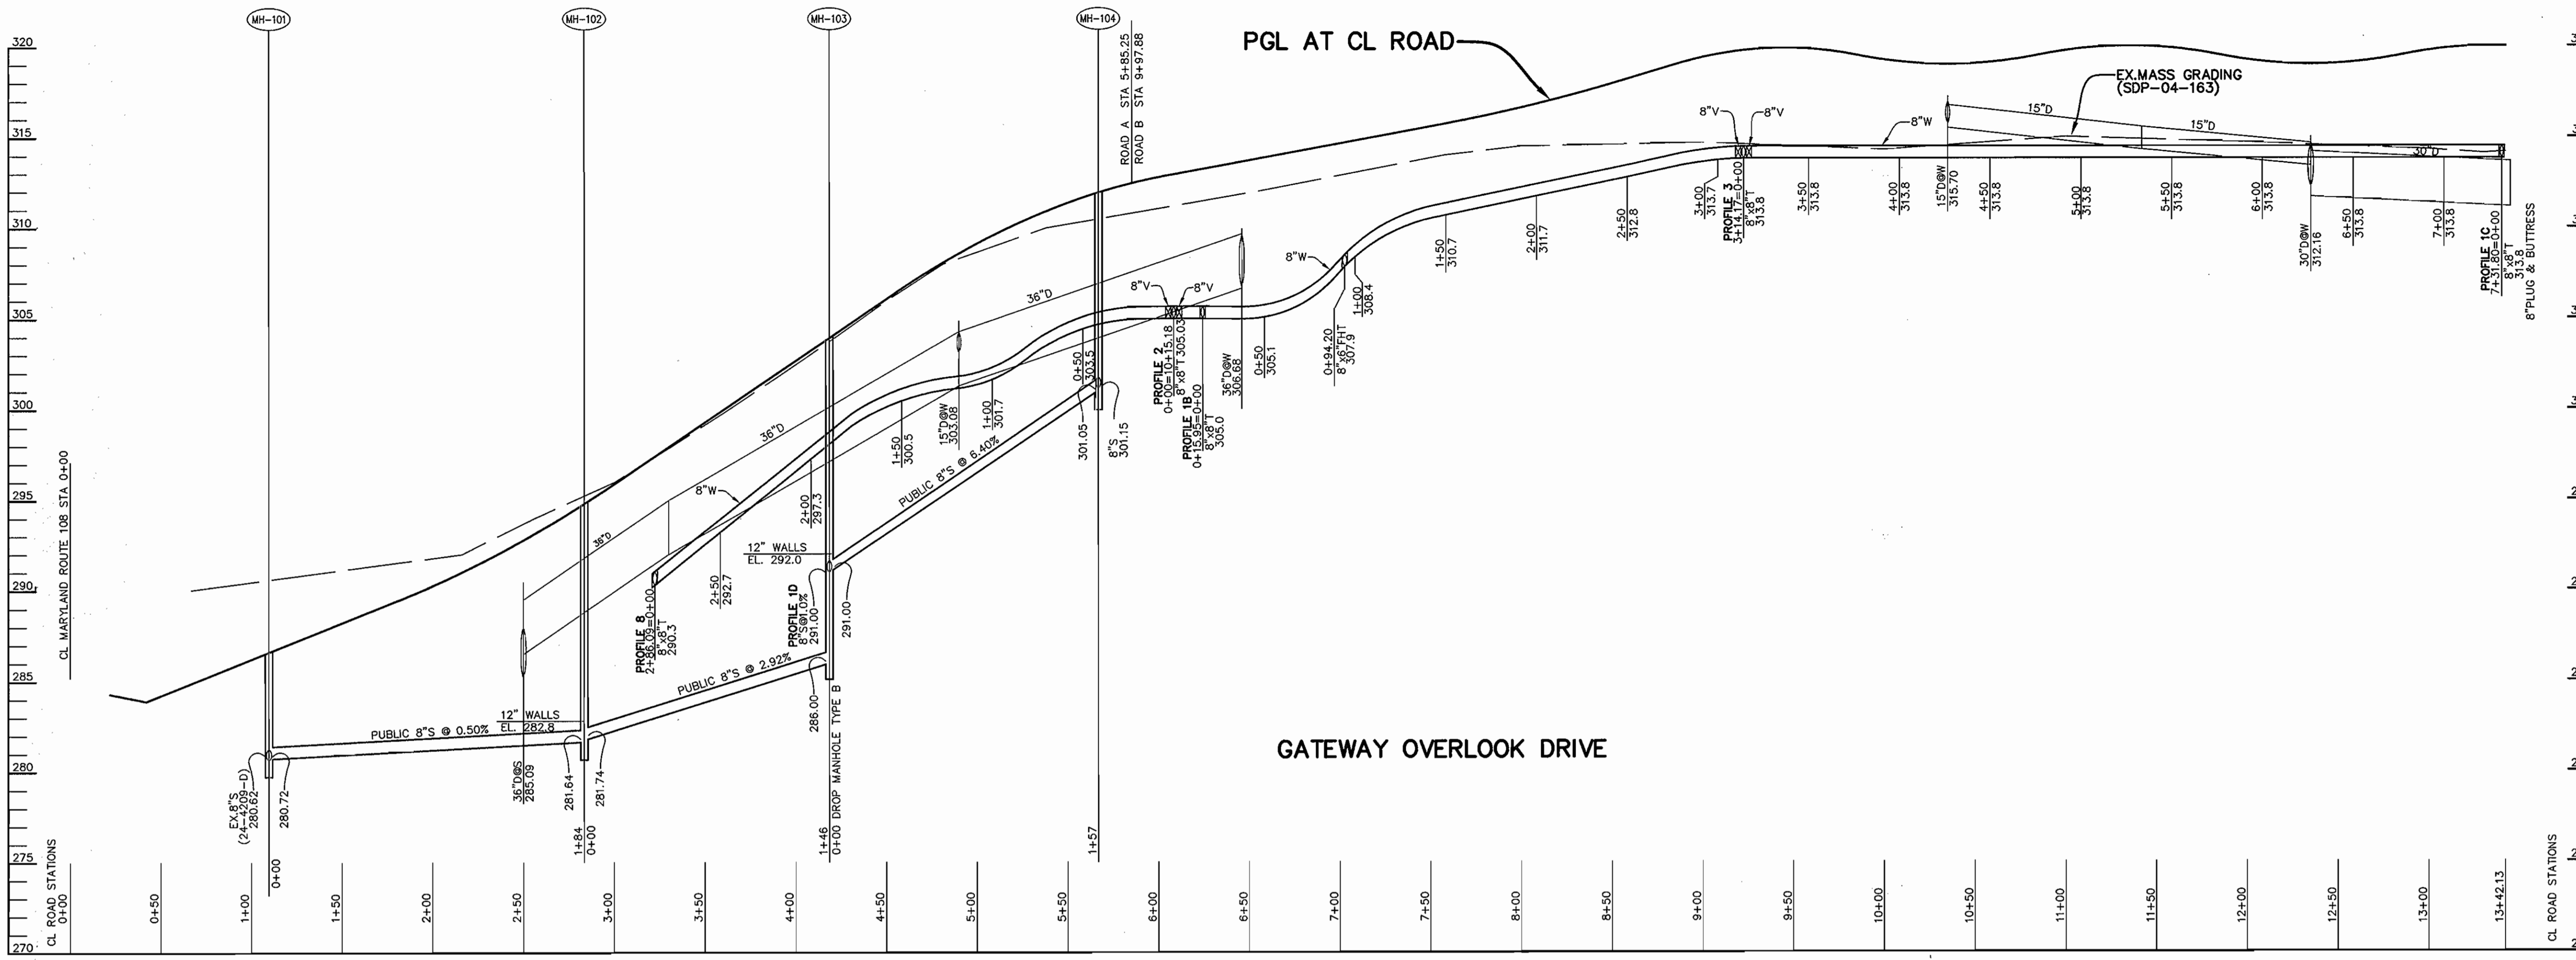 MH-101
MH-102
MH-103
MH-104
320
315
310
305
300
295
290
285
280
275
270
CL MARYLAND ROUTE 108 STA 0+00
CL ROAD STATIONS
ROAD A STA 5+85.25
ROAD B STA 9+97.88
PGL AT CL ROAD
EX.MASS GRADING
(SDP-04-163)
15"D
15"D
30"D
8"V
8"V
8"W
PROFILE 3
3+14.17=0+00
8"x8"T
313.8
3+00
313.7
3+50
313.8
4+00
313.8
15"D@W
315.70
4+50
313.8
5+00
313.8
5+50
313.8
6+00
313.8
30"D@W
312.16
6+50
313.8
7+00
313.8
PROFILE 1C
7+31.80=0+00
8"x8"T
313.8
8"PLUG & BUTTRESS
2+50
312.8
2+00
311.7
1+50
310.7
1+00
308.4
0+94.20
8"x6"FHT
307.9
8"W
0+50
305.1
36"D@W
306.68
36"D
8"V
8"V
PROFILE 2
0+00=10+15.18
8"x8"T 305.03
PROFILE 1B
0+15.95=0+00
8"x8"T
305.0
0+50
303.5
1+00
301.7
15"D@W
303.08
1+50
300.5
36"D
2+00
297.3
8"W
2+50
292.7
36"D
PROFILE 8
2+86.09=0+00
8"x8"T
290.3
301.05
8"S
301.15
PUBLIC 8"S @ 6.40%
12" WALLS
EL. 292.0
PROFILE 1D
8"S@1.0%
291.00
291.00
PUBLIC 8"S @ 2.92%
286.00
12" WALLS
EL. 282.8
PUBLIC 8"S @ 0.50%
36"D@S
285.09
281.64
281.74
EX.8"S
(24-4209-D)
280.62
280.72
0+00
1+84
0+00
1+46
0+00 DROP MANHOLE TYPE B
1+57
GATEWAY OVERLOOK DRIVE
0+00
0+50
1+00
1+50
2+00
2+50
3+00
3+50
4+00
4+50
5+00
5+50
6+00
6+50
7+00
7+50
8+00
8+50
9+00
9+50
10+00
10+50
11+00
11+50
12+00
12+50
13+00
13+42.13
CL ROAD STATIONS